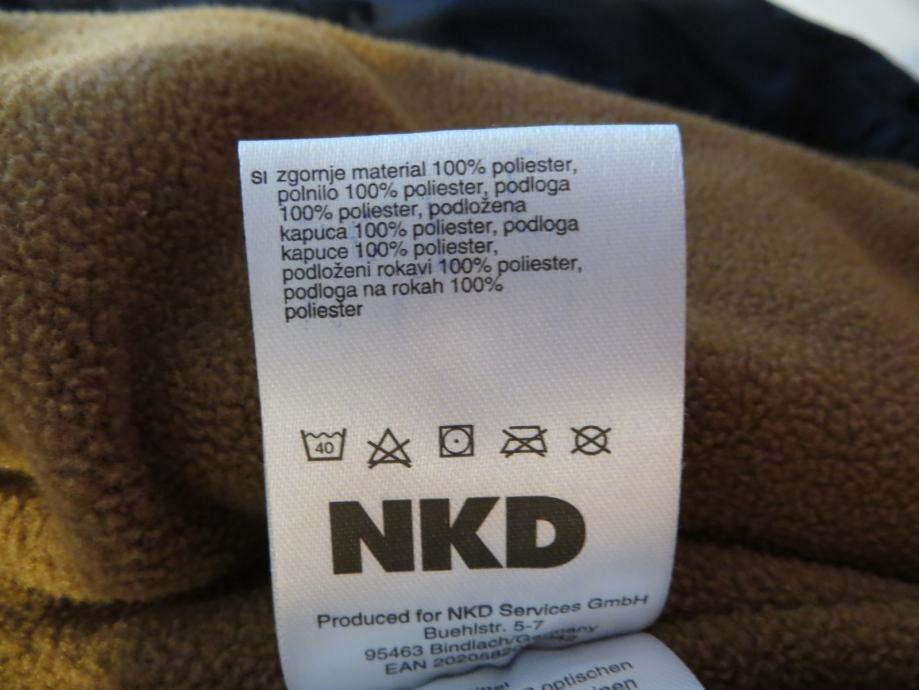 SI zgornje material 100% poliester,
polnilo 100% poliester, podloga
100% poliester, podložena
kapuca 100% poliester, podloga
kapuce 100% poliester,
podloženi rokavi 100% poliester,
podloga na rokah 100%
poliester
40
NKD
Produced for NKD Services GmbH
Buehlstr. 5-7
95463 Bindlach/Germany
EAN
optischen